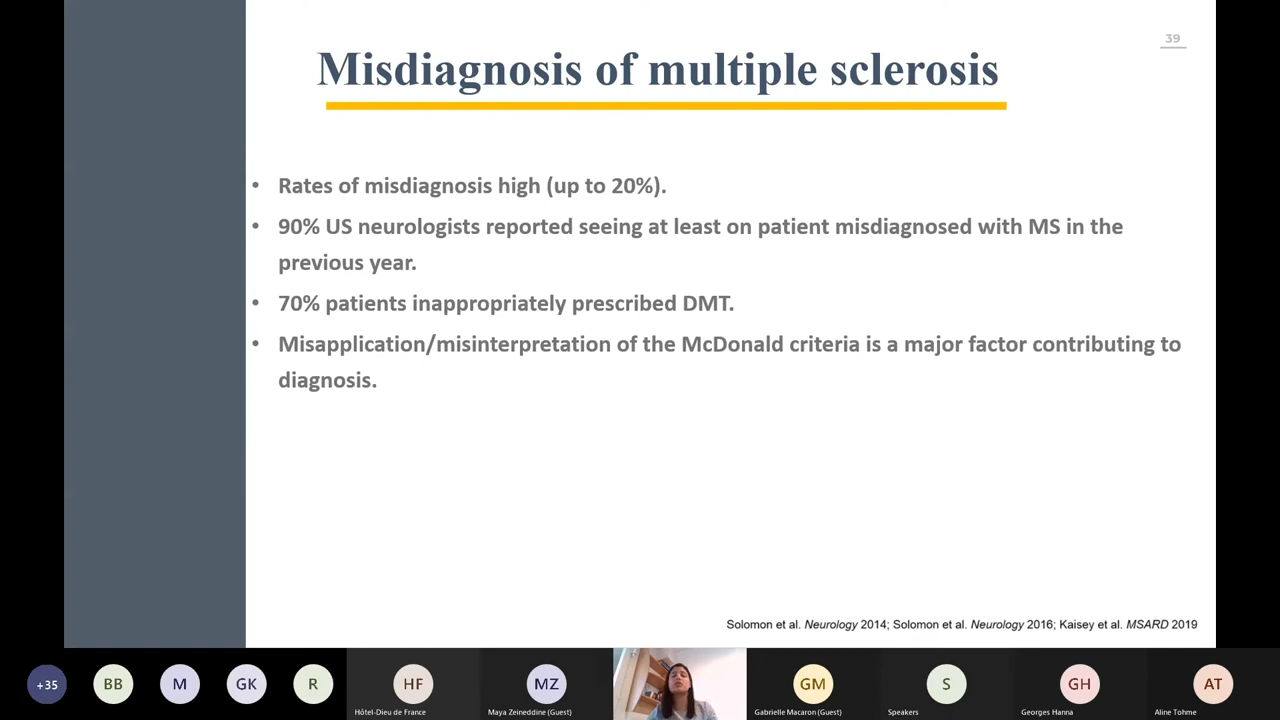 39
Misdiagnosis of multiple sclerosis
• Rates of misdiagnosis high (up to 20%).
• 90% US neurologists reported seeing at least on patient misdiagnosed with MS in the
previous year.
• 70% patients inappropriately prescribed DMT.
• Misapplication/misinterpretation of the McDonald criteria is a major factor contributing to
diagnosis.
Solomon et al. Neurology 2014; Solomon et al. Neurology 2016; Kaisey et al. MSARD 2019
+35
BB
M
GK
R
HF
Hôtel-Dieu de France
MZ
Maya Zeineddine (Guest)
GM
Gabrielle Macaron (Guest)
S
Speakers
GH
Georges Hanna
AT
Aline Tohme